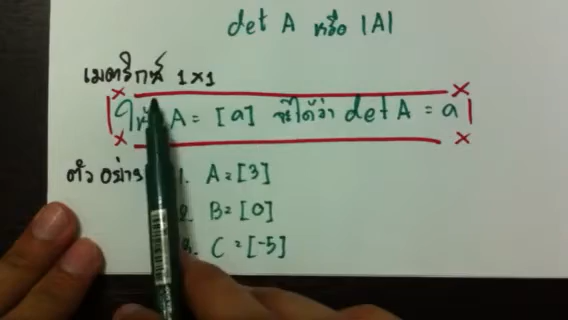 det A หรือ |A|
เมตริกซ์ 1×1
ให้ A = [a] จะได้ว่า det A = a
ตัวอย่าง 1. A = [3]
2. B = [0]
3. C = [-5]